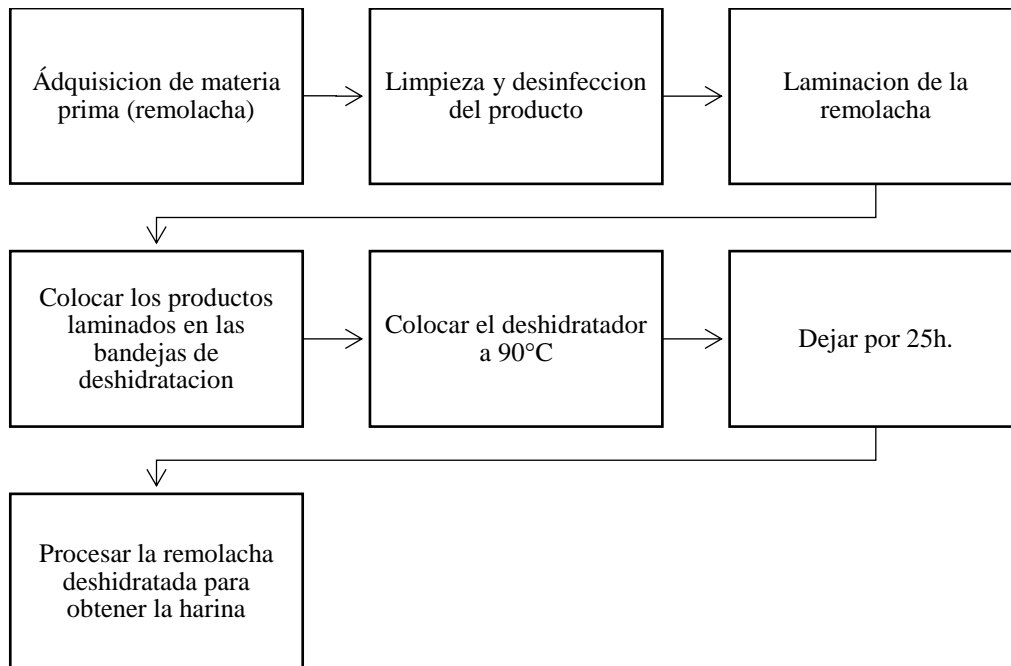 Ádquisicion de materia
prima (remolacha)
Limpieza y desinfeccion
del producto
Laminacion de la
remolacha
Colocar los productos
laminados en las
bandejas de
deshidratacion
Colocar el deshidratador
a 90°C
Dejar por 25h.
Procesar la remolacha
deshidratada para
obtener la harina